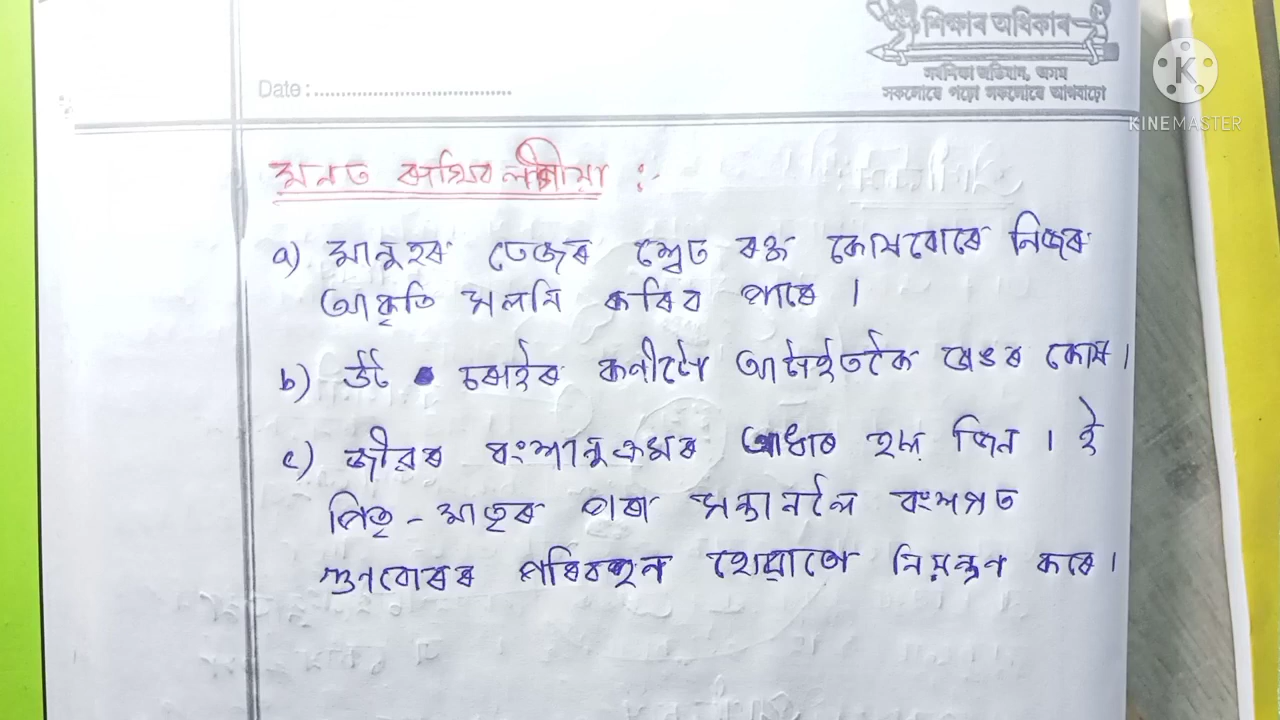 শিক্ষাৰ অধিকাৰ
সৰ্বশিক্ষা অভিযান, অসম
সকলোৱে পঢ়ো সকলোৱে আগবাঢ়ো
Date :
KINEMASTER
মনত ৰাখিব লগীয়া :-
a) মানুহৰ তেজৰ শ্বেত ৰক্ত কোষবোৰে নিজৰ
আকৃতি সলনি কৰিব পাৰে ।
b) উট চৰাইৰ কণীটো আটাইতকৈ ডাঙৰ কোষ ।
c) জীৱৰ বংশানুক্ৰমৰ আধাৰ হল জিন । ই
পিতৃ - মাতৃৰ পৰা সন্তানলৈ বংশগত
গুণবোৰৰ পৰিবহন হোৱাতো নিয়ন্ত্ৰণ কৰে ।